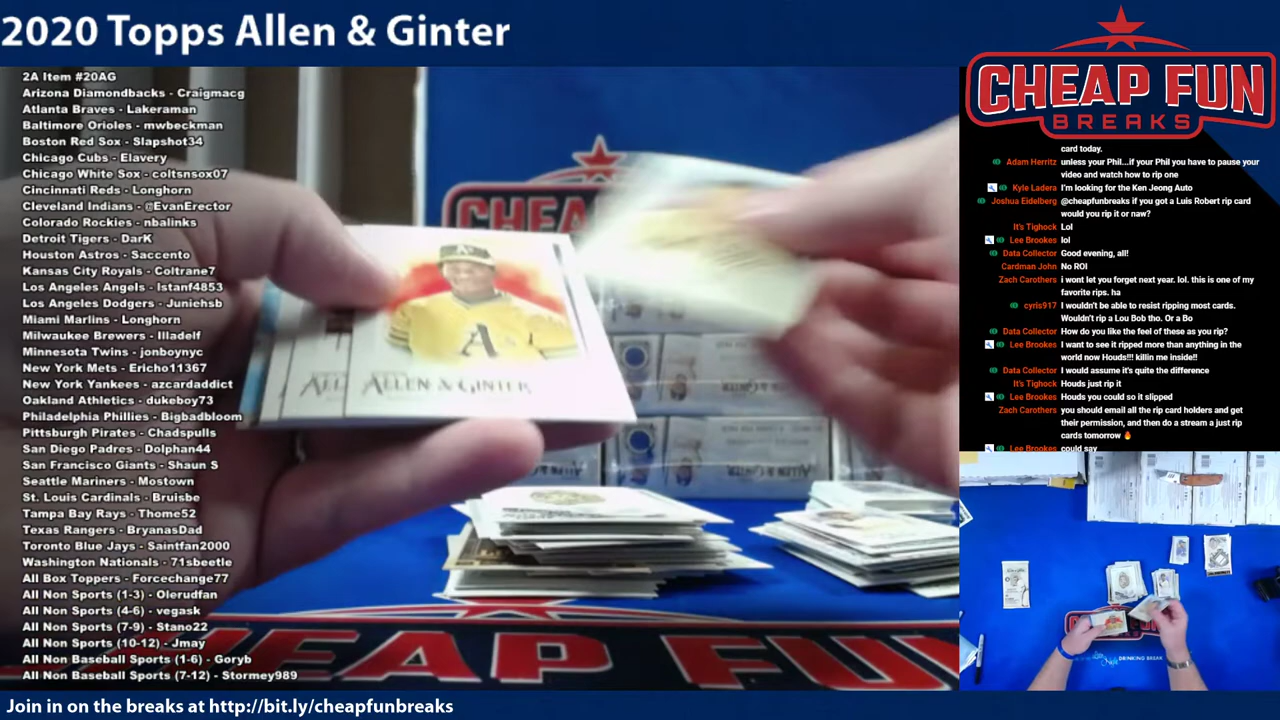 2020 Topps Allen & Ginter
2A Item #20AG
Arizona Diamondbacks - Craigmacg
Atlanta Braves - Lakeraman
Baltimore Orioles - mwbeckman
Boston Red Sox - Slapshot34
Chicago Cubs - Elavery
Chicago White Sox - coltsnsox07
Cincinnati Reds - Longhorn
Cleveland Indians - @EvanErector
Colorado Rockies - nbalinks
Detroit Tigers - DarK
Houston Astros - Saccento
Kansas City Royals - Coltrane7
Los Angeles Angels - lstanf4853
Los Angeles Dodgers - Juniehsb
Miami Marlins - Longhorn
Milwaukee Brewers - Illadelf
Minnesota Twins - jonboynyc
New York Mets - Ericho11367
New York Yankees - azcardaddict
Oakland Athletics - dukeboy73
Philadelphia Phillies - Bigbadbloom
Pittsburgh Pirates - Chadspulls
San Diego Padres - Dolphan44
San Francisco Giants - Shaun S
Seattle Mariners - Mostown
St. Louis Cardinals - Bruisbe
Tampa Bay Rays - Thome52
Texas Rangers - BryanasDad
Toronto Blue Jays - Saintfan2000
Washington Nationals - 71sbeetle
All Box Toppers - Forcechange77
All Non Sports (1-3) - Olerudfan
All Non Sports (4-6) - vegask
All Non Sports (7-9) - Stano22
All Non Sports (10-12) - Jmay
All Non Baseball Sports (1-6) - Goryb
All Non Baseball Sports (7-12) - Stormey989
CHEAP
A
ALL
ALLEN & GINTER
CHEAP FUN
CHEAP FUN
BREAKS
card today.
Adam Herritz unless your Phil...if your Phil you have to pause your
video and watch how to rip one
Kyle Ladera I'm looking for the Ken Jeong Auto
Joshua Eidelberg @cheapfunbreaks if you got a Luis Robert rip card
would you rip it or naw?
It's Tighock Lol
Lee Brookes lol
Data Collector Good evening, all!
Cardman John No ROI
Zach Carothers i wont let you forget next year. lol. this is one of my
favorite rips. ha
cyris917 I wouldn't be able to resist ripping most cards.
Wouldn't rip a Lou Bob tho. Or a Bo
Data Collector How do you like the feel of these as you rip?
Lee Brookes I want to see it ripped more than anything in the
world now Houds!!! killin me inside!!
Data Collector I would assume it's quite the difference
It's Tighock Houds just rip it
Lee Brookes Houds you could so it slipped
Zach Carothers you should email all the rip card holders and get
their permission, and then do a stream a just rip
cards tomorrow 🔥
Lee Brookes could say
DRINKING BREAK
Join in on the breaks at http://bit.ly/cheapfunbreaks